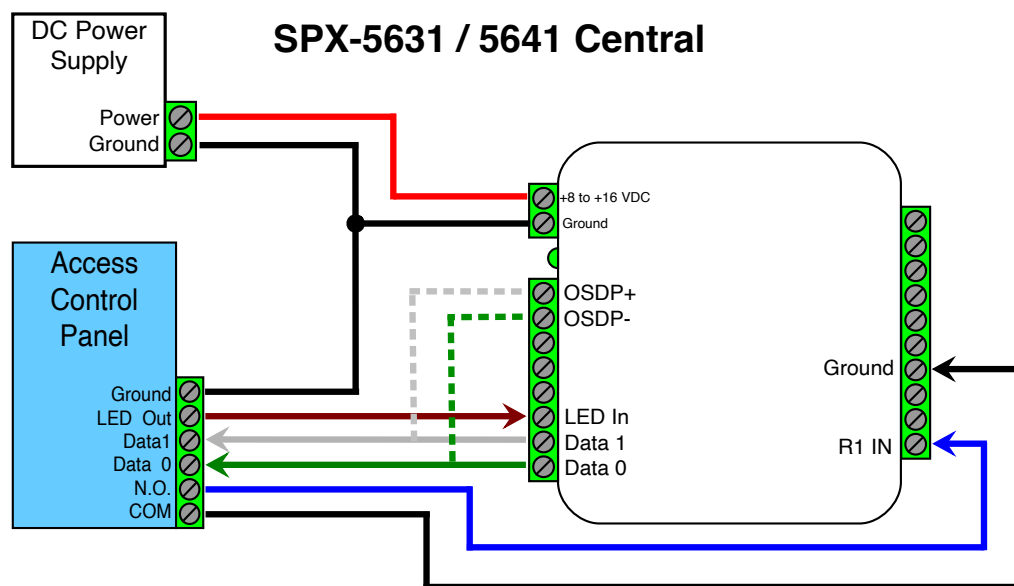 SPX-5631 / 5641 Central
DC Power
Supply
Power
Ground
+8 to +16 VDC
Ground
Access
Control
Panel
Ground
LED Out
Data1
Data 0
N.O.
COM
OSDP+
OSDP-
LED In
Data 1
Data 0
Ground
R1 IN